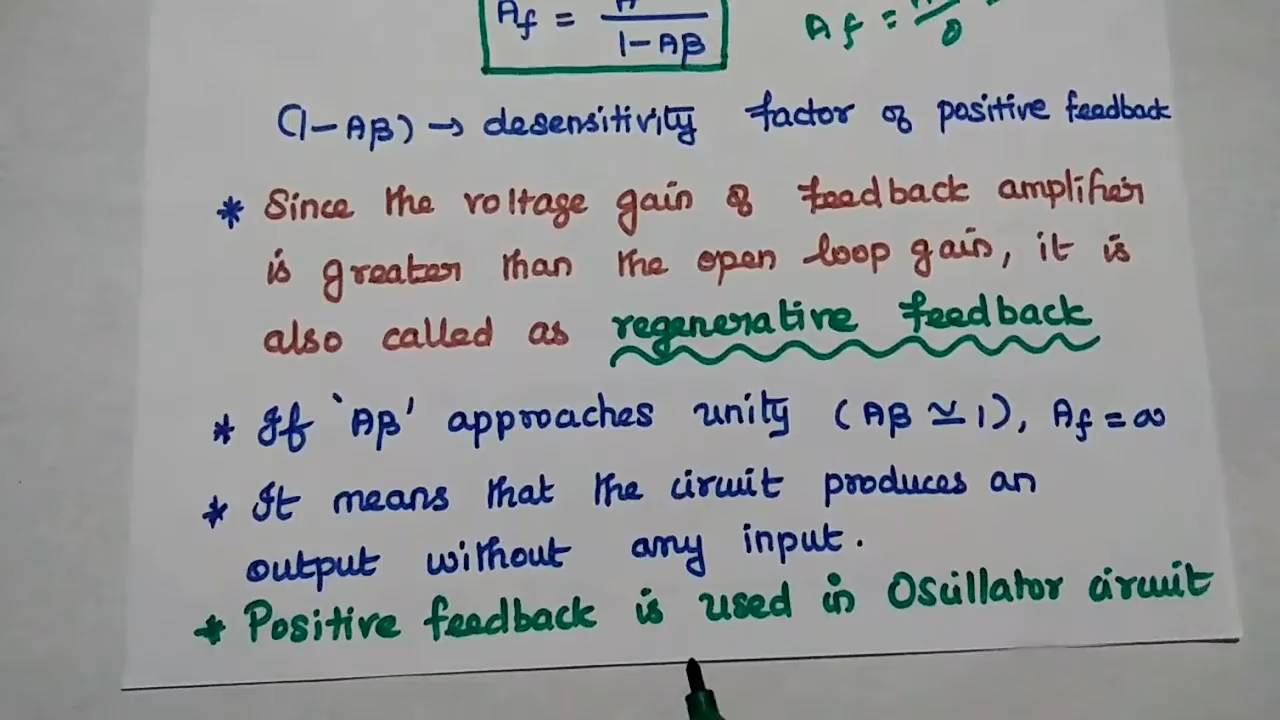 Af = A / 1-Aβ
Af = A/0
(1-Aβ) → desensitivity factor of positive feedback
* Since the voltage gain of feedback amplifier
is greater than the open loop gain, it is
also called as regenerative feedback
* If 'Aβ' approaches unity (Aβ ≃ 1), Af = ∞
* It means that the circuit produces an
output without any input.
* Positive feedback is used in Oscillator circuit